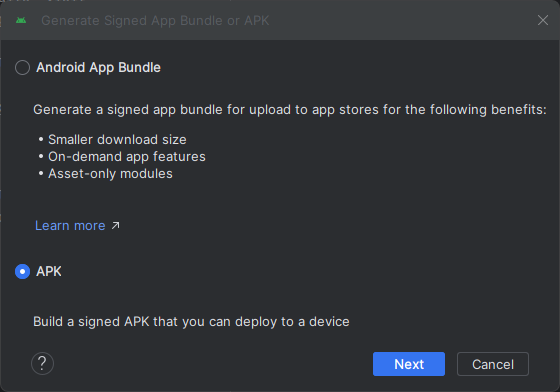 Generate Signed App Bundle or APK
Android App Bundle
Generate a signed app bundle for upload to app stores for the following benefits:
• Smaller download size
• On-demand app features
• Asset-only modules
Learn more ↗
APK
Build a signed APK that you can deploy to a device
?
Next
Cancel